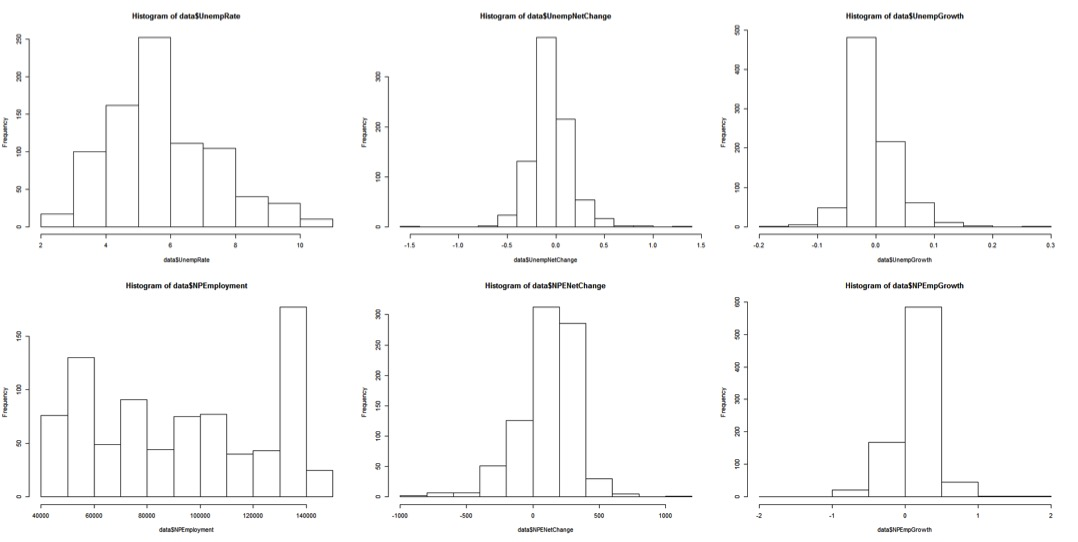 Histogram of data$UnempRate
Frequency
0 50 100 150 200 250
2 4 6 8 10
data$UnempRate
Histogram of data$UnempNetChange
Frequency
0 100 200 300
-1.5 -1.0 -0.5 0.0 0.5 1.0 1.5
data$UnempNetChange
Histogram of data$UnempGrowth
Frequency
0 100 200 300 400 500
-0.2 -0.1 0.0 0.1 0.2 0.3
data$UnempGrowth
Histogram of data$NPEmployment
Frequency
0 50 100 150
40000 60000 80000 100000 120000 140000
data$NPEmployment
Histogram of data$NPENetChange
Frequency
0 50 100 150 200 250 300
-1000 -500 0 500 1000
data$NPENetChange
Histogram of data$NPEmpGrowth
Frequency
0 100 200 300 400 500 600
-2 -1 0 1 2
data$NPEmpGrowth